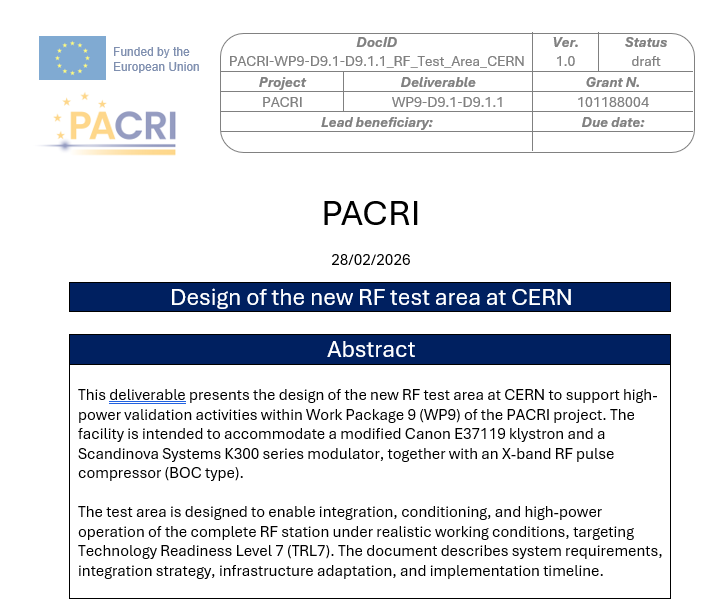 Funded by the
European Union
PACRI
DocID Ver. Status
PACRI-WP9-D9.1-D9.1.1_RF_Test_Area_CERN 1.0 draft
Project Deliverable Grant N.
PACRI WP9-D9.1-D9.1.1 101188004
Lead beneficiary: Due date:
PACRI
28/02/2026
Design of the new RF test area at CERN
Abstract
This deliverable presents the design of the new RF test area at CERN to support high-
power validation activities within Work Package 9 (WP9) of the PACRI project. The
facility is intended to accommodate a modified Canon E37119 klystron and a
Scandinova Systems K300 series modulator, together with an X-band RF pulse
compressor (BOC type).
The test area is designed to enable integration, conditioning, and high-power
operation of the complete RF station under realistic working conditions, targeting
Technology Readiness Level 7 (TRL7). The document describes system requirements,
integration strategy, infrastructure adaptation, and implementation timeline.